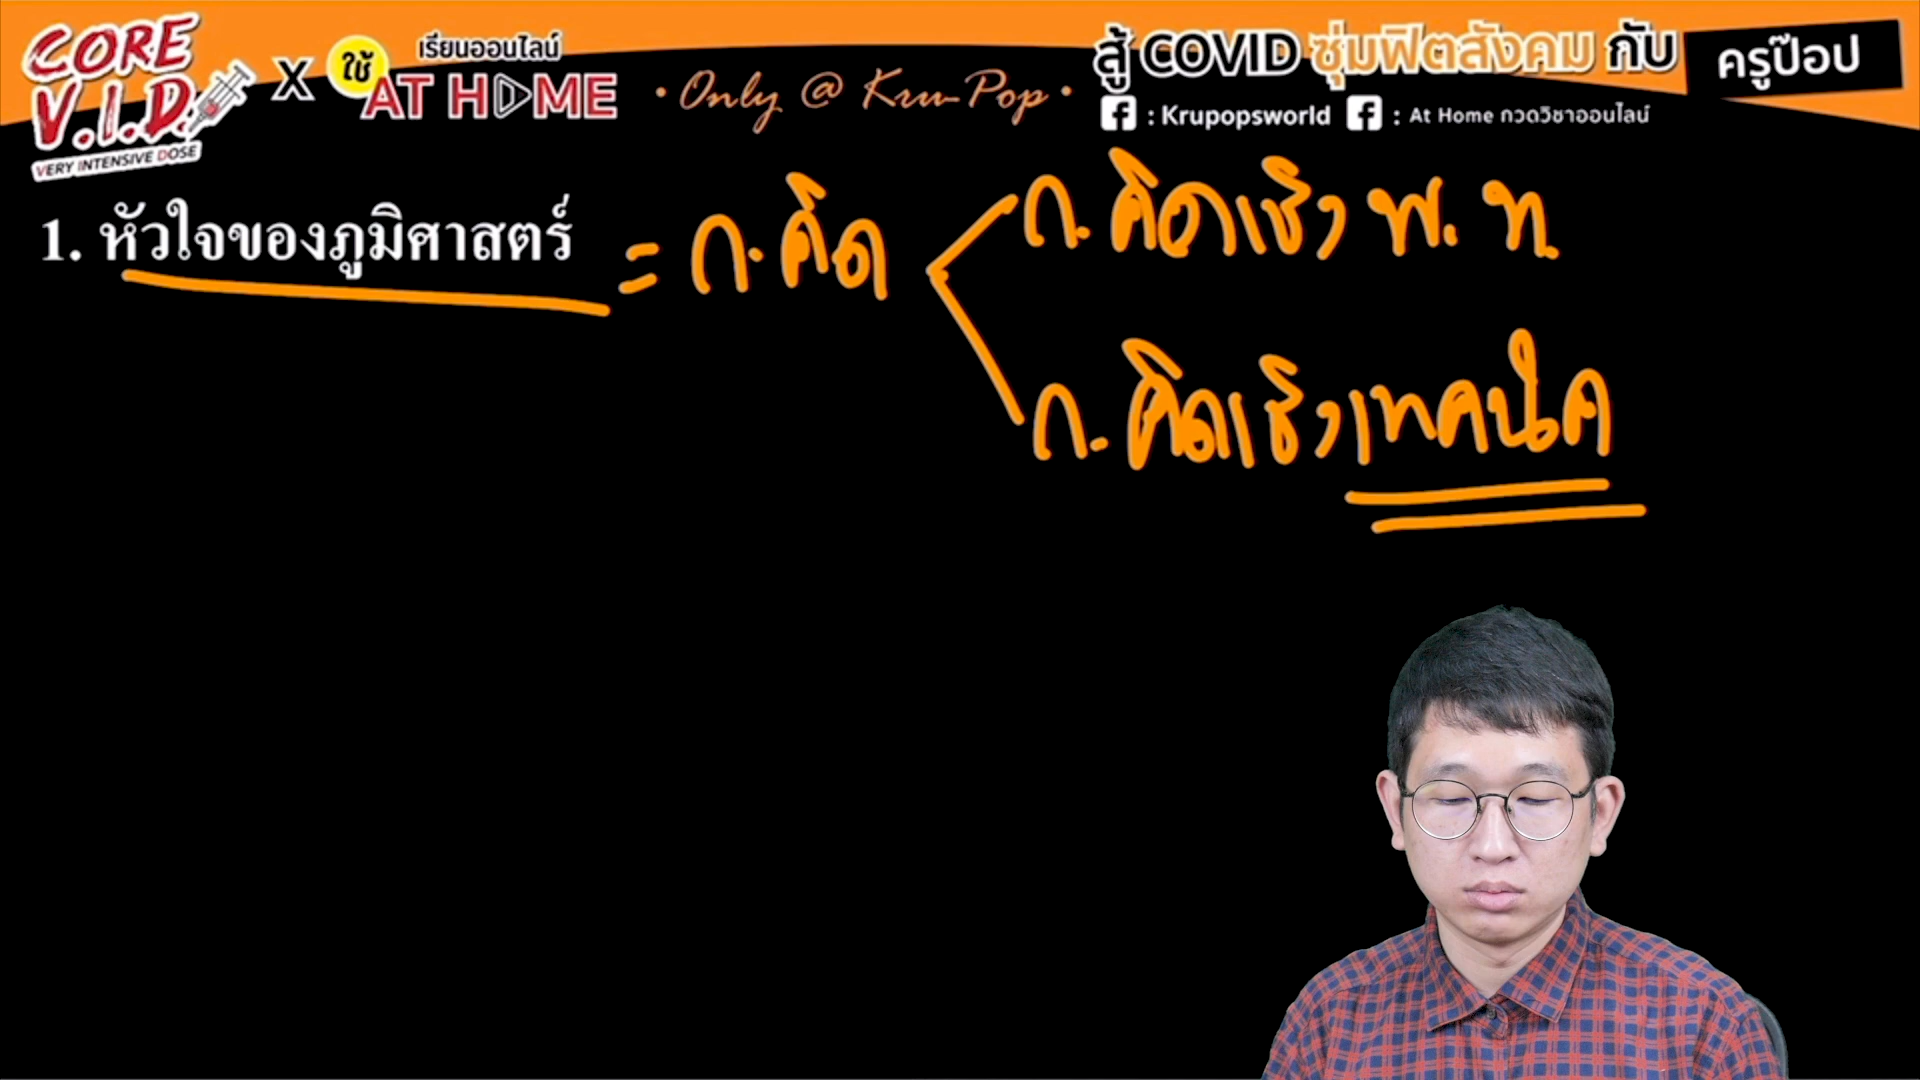 CORE
V.I.D.
VERY INTENSIVE DOSE
X
ใช้
เรียนออนไลน์
AT HOME
• Only @ Kru-Pop •
สู้ COVID ซุ่มฟิตสังคม กับ
ครูป๊อป
: Krupopsworld
: At Home กวดวิชาออนไลน์
1. หัวใจของภูมิศาสตร์ = ก.คิด
ก.คิดเชิงพ.ท.
ก.คิดเชิงเทคนิค